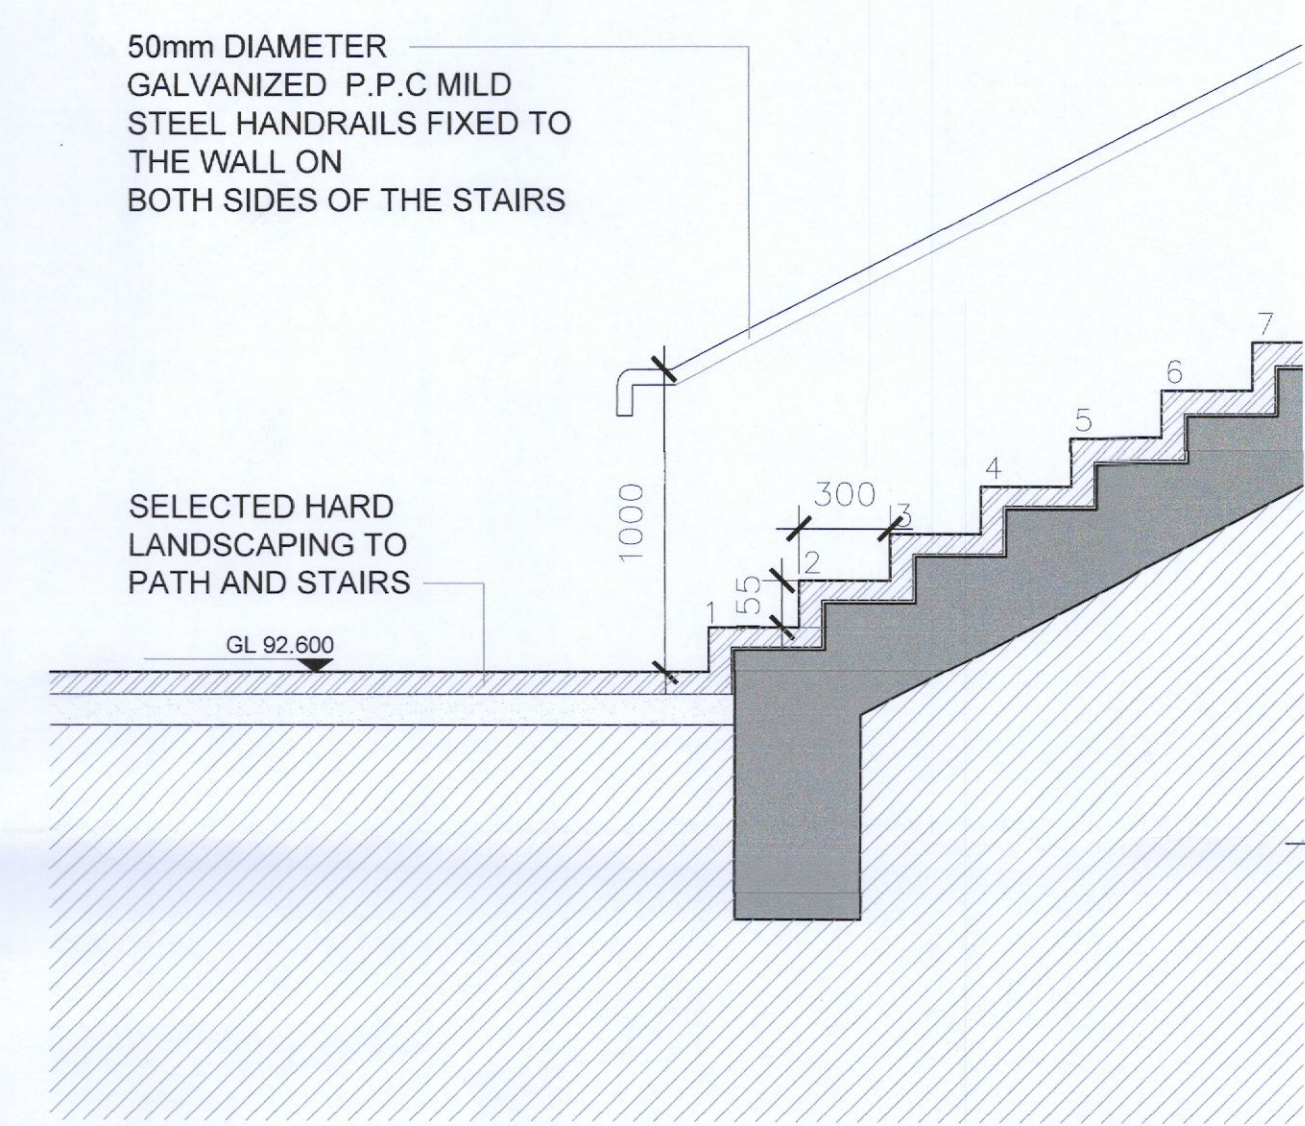 50mm DIAMETER
GALVANIZED P.P.C MILD
STEEL HANDRAILS FIXED TO
THE WALL ON
BOTH SIDES OF THE STAIRS
7
6
5
4
300
3
1000
2
55
1
SELECTED HARD
LANDSCAPING TO
PATH AND STAIRS
GL 92.600